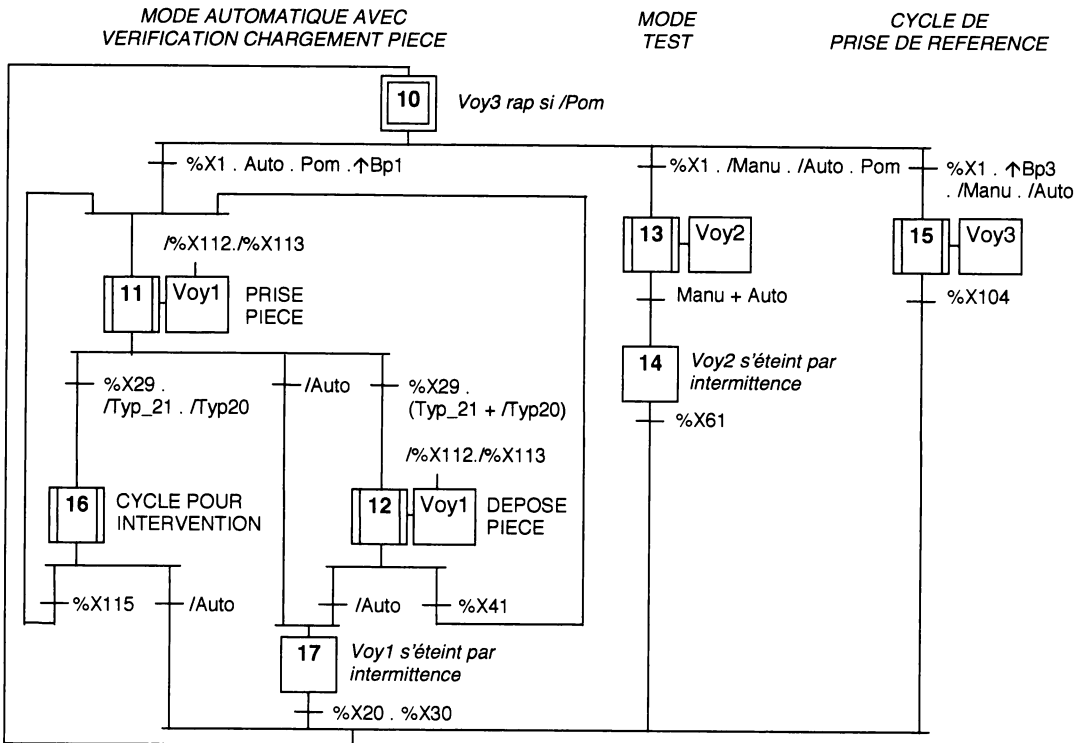 MODE AUTOMATIQUE AVEC
VERIFICATION CHARGEMENT PIECE
MODE
TEST
CYCLE DE
PRISE DE REFERENCE
10
Voy3 rap si /Pom
%X1 . Auto . Pom . ↑Bp1
%X1 . /Manu . /Auto . Pom
%X1 . ↑Bp3
. /Manu . /Auto
/%X112./%X113
11
Voy1
PRISE
PIECE
13
Voy2
15
Voy3
Manu + Auto
%X104
%X29 .
/Typ_21 . /Typ20
/Auto
%X29 .
(Typ_21 + /Typ20)
14
Voy2 s'éteint par
intermittence
%X61
/%X112./%X113
16
CYCLE POUR
INTERVENTION
12
Voy1
DEPOSE
PIECE
%X115
/Auto
/Auto
%X41
17
Voy1 s'éteint par
intermittence
%X20 . %X30